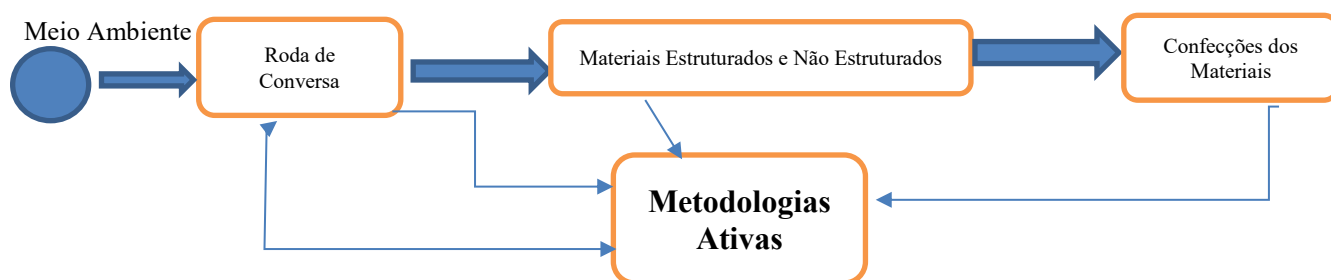 Meio Ambiente
Roda de
Conversa
Materiais Estruturados e Não Estruturados
Confecções dos
Materiais
Metodologias
Ativas